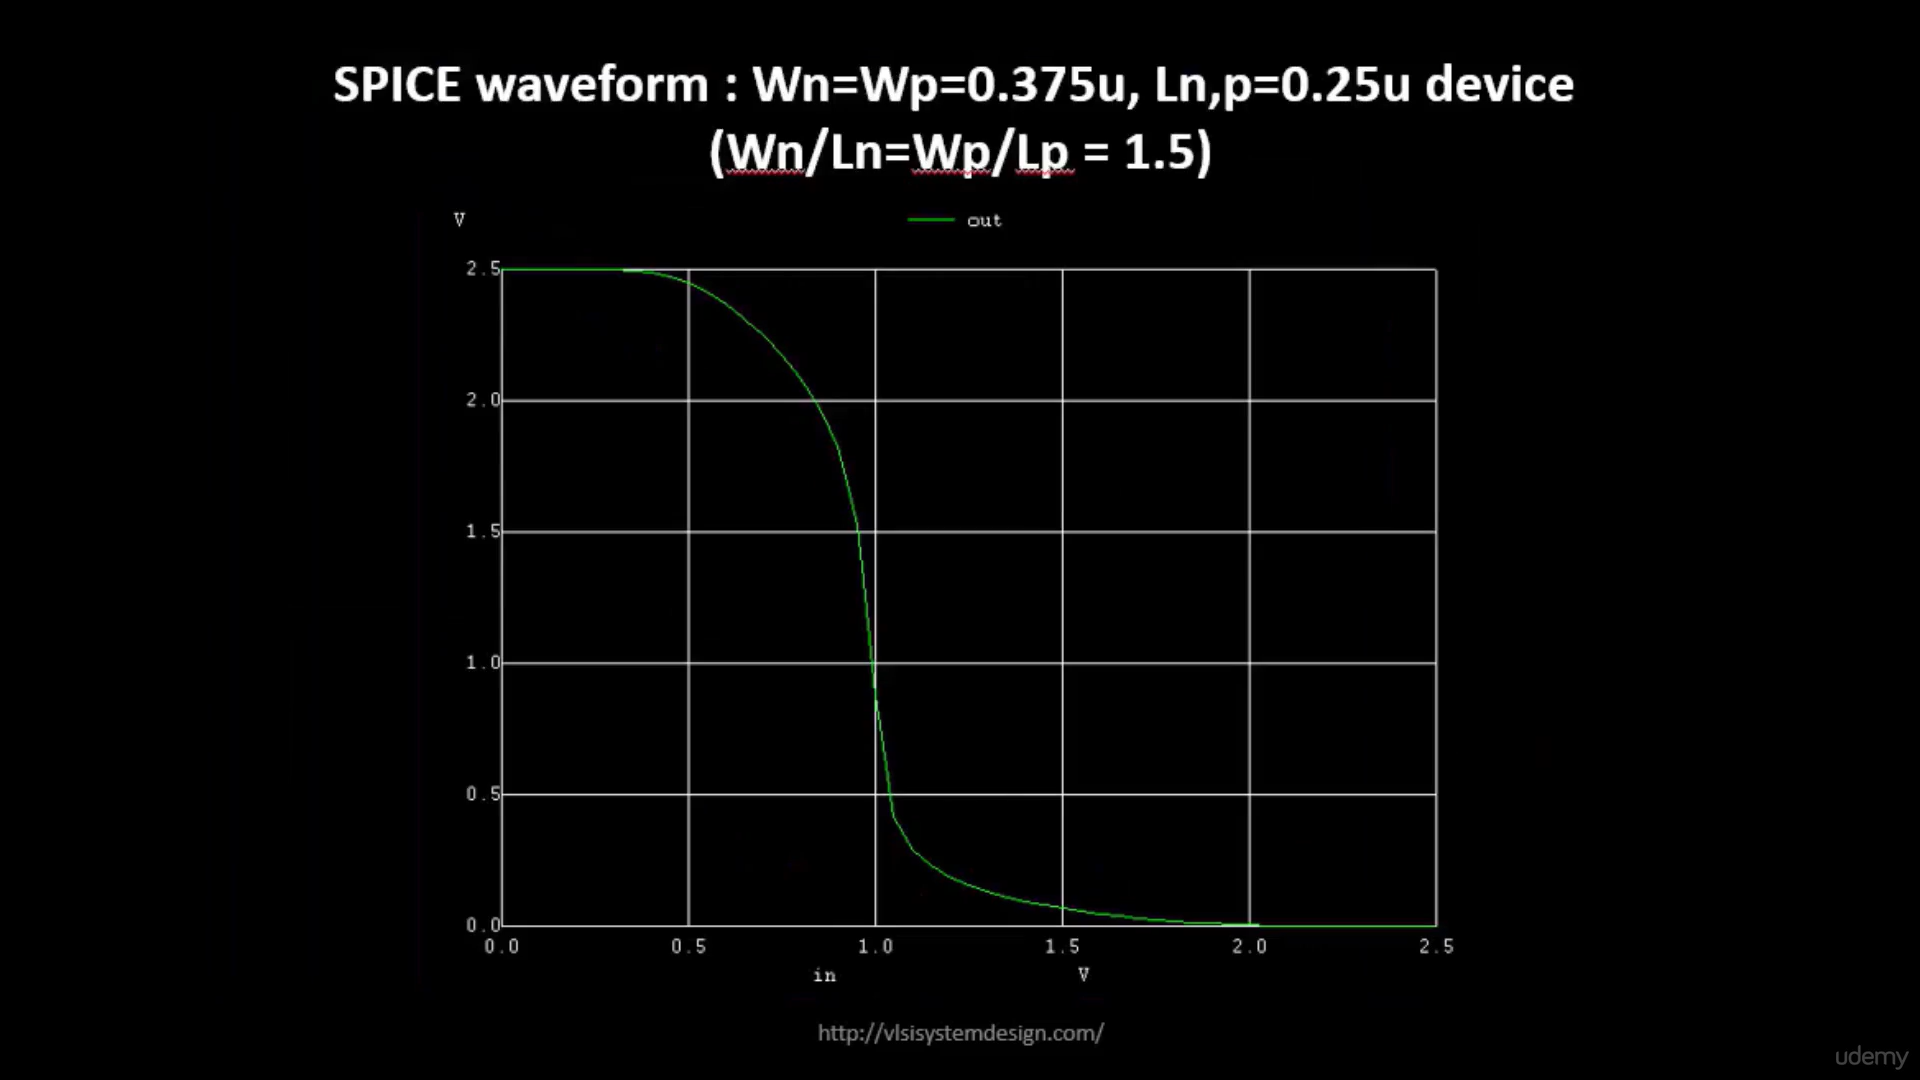 SPICE waveform : Wn=Wp=0.375u, Ln,p=0.25u device
(Wn/Ln=Wp/Lp = 1.5)
V
out
2.5
2.0
1.5
1.0
0.5
0.0
0.0 0.5 1.0 1.5 2.0 2.5
in V
http://vlsisystemdesign.com/
udemy